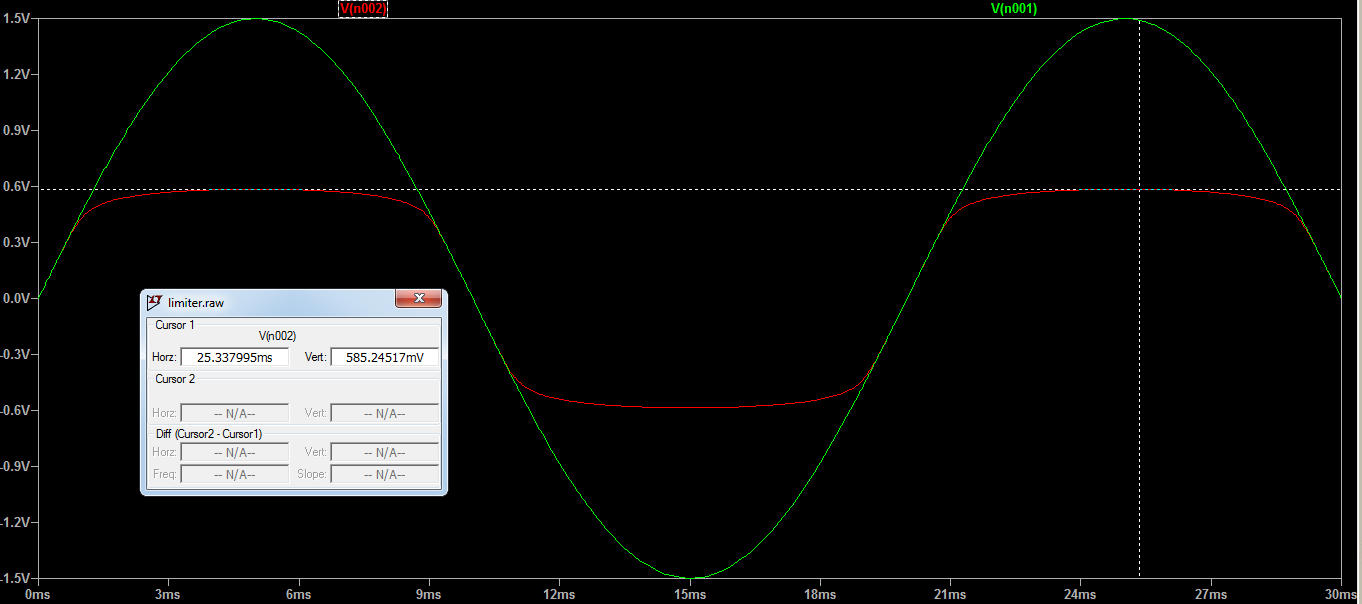 V(n002) V(n001)
1.5V
1.2V
0.9V
0.6V
0.3V
0.0V
-0.3V
-0.6V
-0.9V
-1.2V
-1.5V
limiter.raw
Cursor 1
V(n002)
Horz: 25.337995ms Vert: 585.24517mV
Cursor 2
Horz: -- N/A-- Vert: -- N/A--
Diff (Cursor2 - Cursor1)
Horz: -- N/A-- Vert: -- N/A--
Freq: -- N/A-- Slope: -- N/A--
0ms 3ms 6ms 9ms 12ms 15ms 18ms 21ms 24ms 27ms 30ms